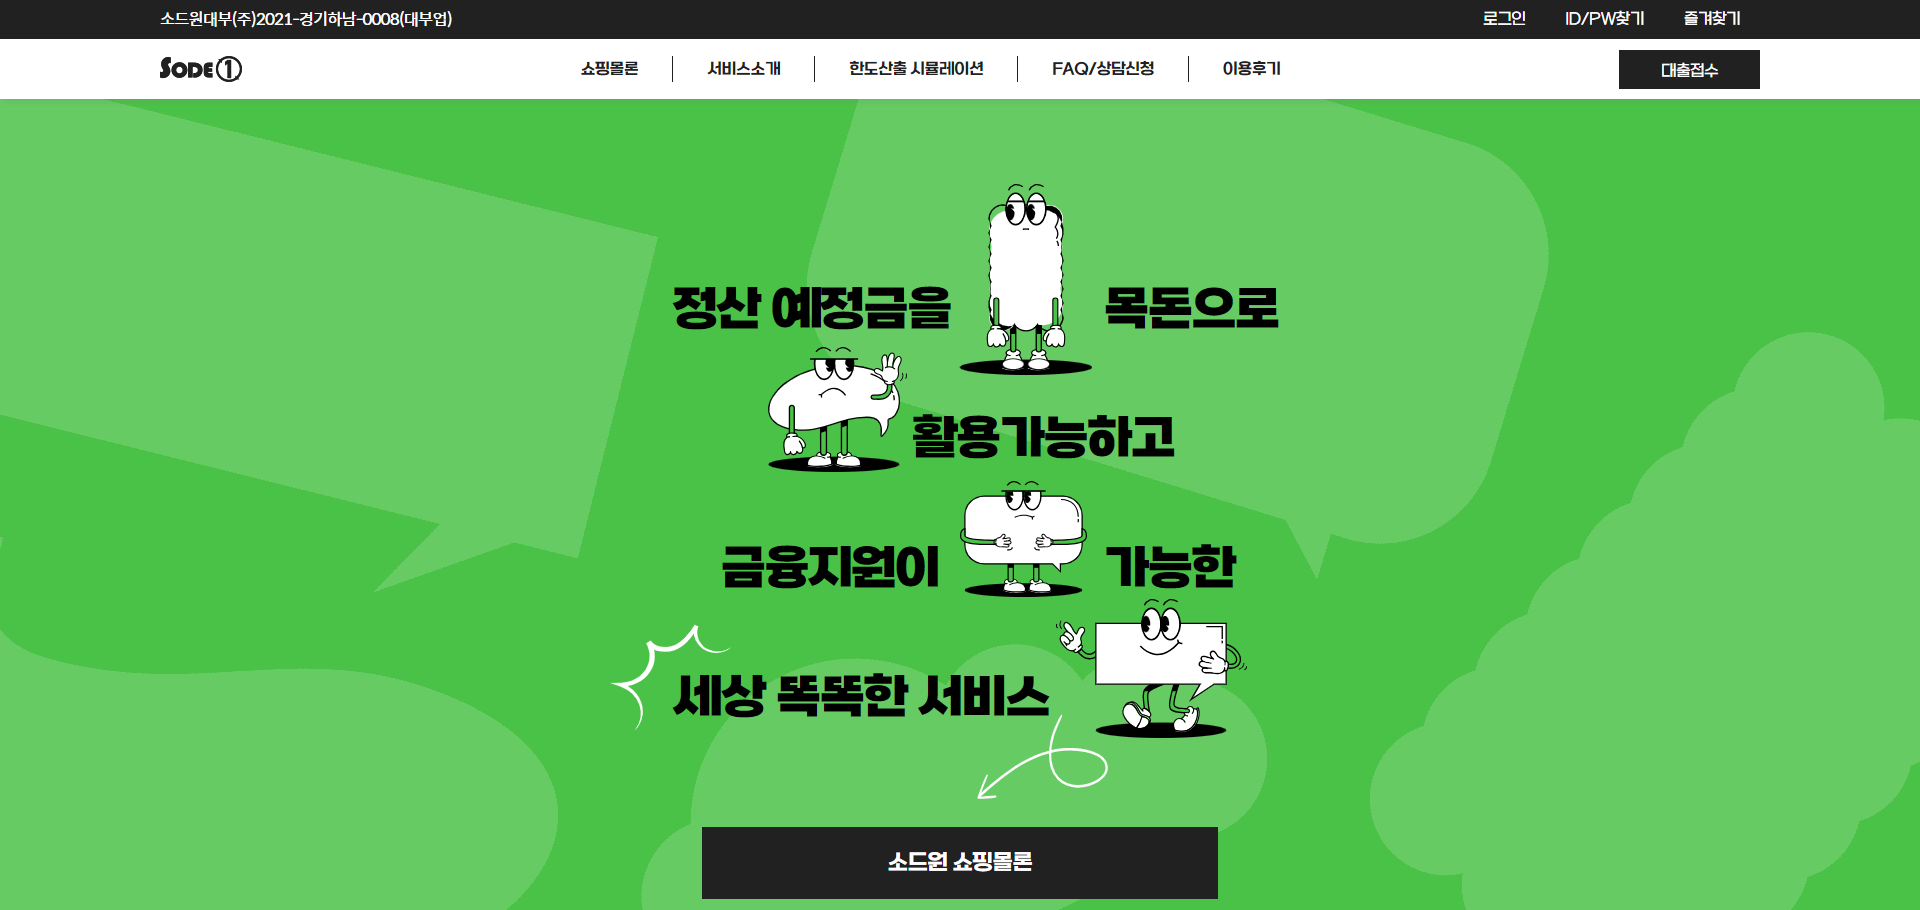 소드원대부(주)2021-경기하남-0008(대부업)
로그인 ID/PW찾기 즐겨찾기
SODE 1 쇼핑몰론 서비스소개 한도산출 시뮬레이션 FAQ/상담신청 이용후기 대출접수
정산 예정금을 목돈으로
활용가능하고
금융지원이 가능한
세상 똑똑한 서비스
소드원 쇼핑몰론